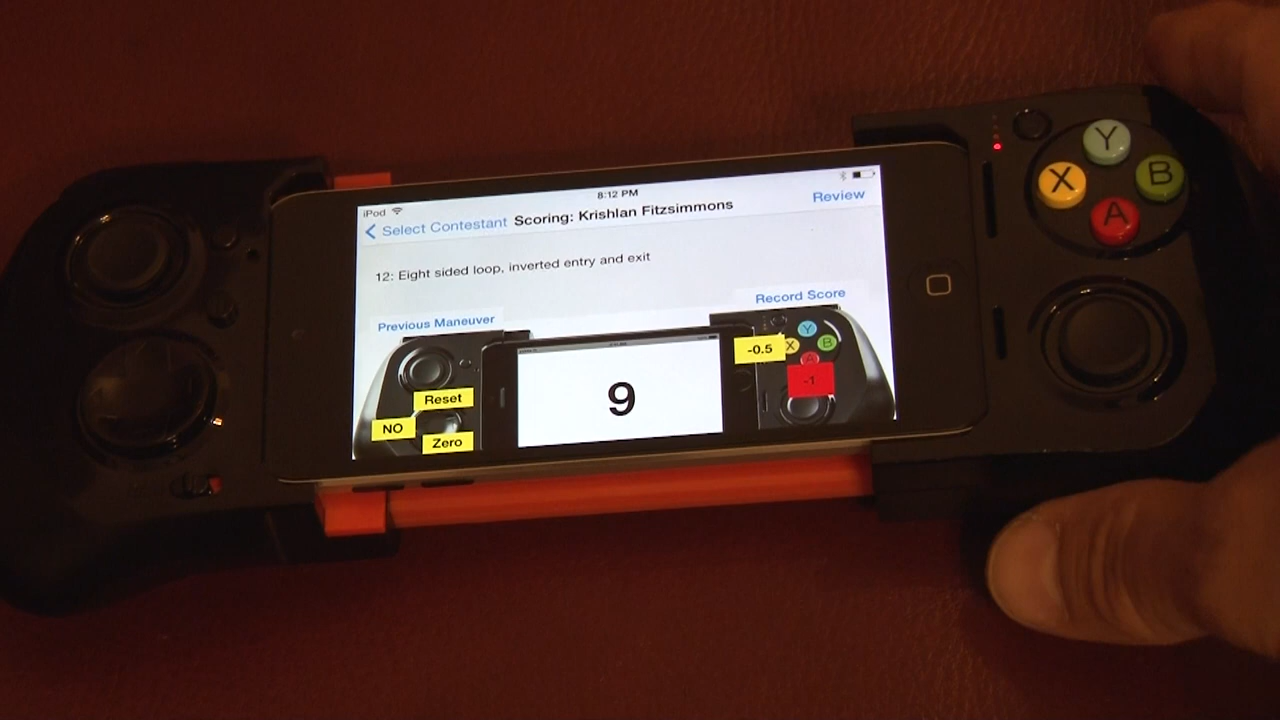 8:12 PM
iPod
Select Contestant
Scoring: Krishlan Fitzsimmons
Review
12: Eight sided loop, inverted entry and exit
Previous Maneuver
Record Score
Reset
NO
Zero
9
-0.5
-1
Y
X
B
A
Y
X
B
A